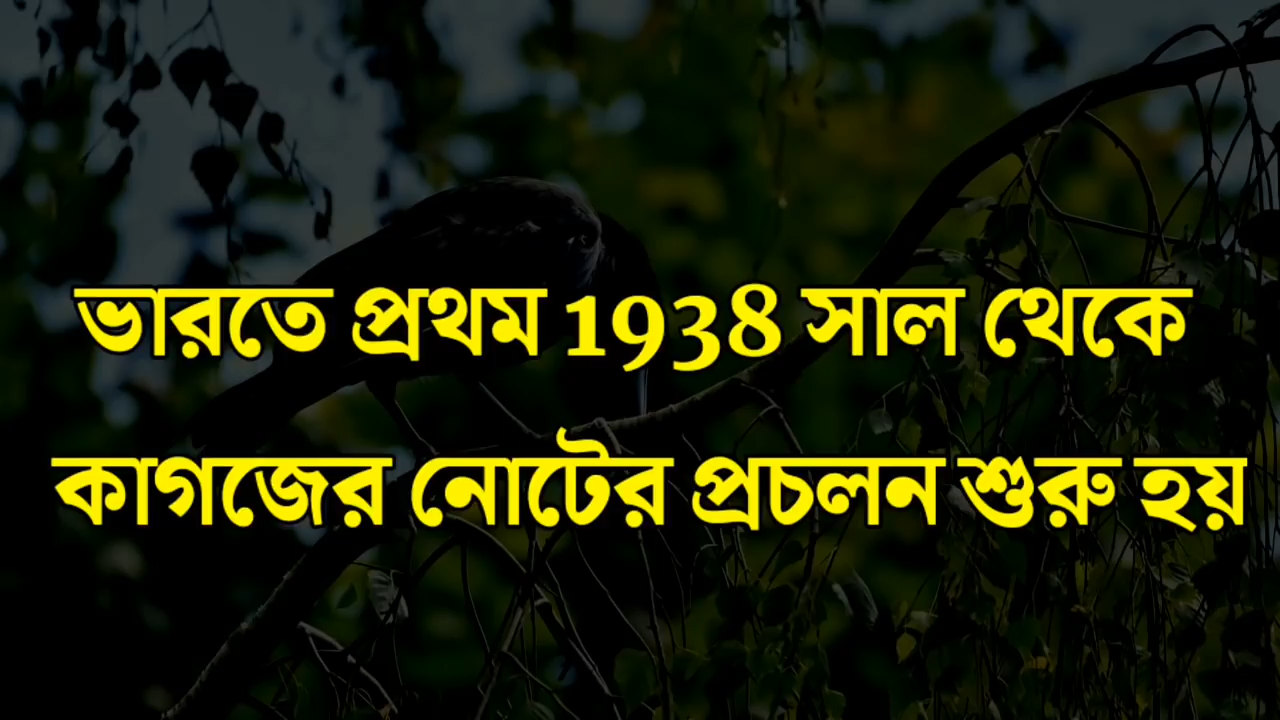 ভারতে প্রথম 1938 সাল থেকে
কাগজের নোটের প্রচলন শুরু হয়